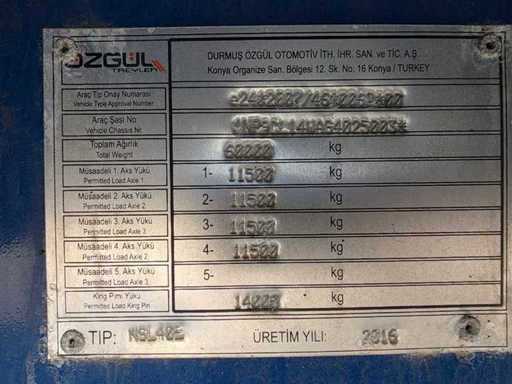 ÖZGÜL
TREYLER
DURMUŞ ÖZGÜL OTOMOTİV İTH. İHR. SAN. ve TİC. A.Ş.
Konya Organize San. Bölgesi 12. Sk. No. 16 Konya / TURKEY
Araç Tip Onay Numarası
Vehicle Type Approval Number
Araç Şasi No
Vehicle Chassis Nr.
Toplam Ağırlık
Total Weight
60000 kg
Müsaadeli 1. Aks Yükü
Permitted Load Axle 1
1- 11500 kg
Müsaadeli 2. Aks Yükü
Permitted Load Axle 2
2- 11500 kg
Müsaadeli 3. Aks Yükü
Permitted Load Axle 3.
3- 11500 kg
Müsaadeli 4. Aks Yükü
Permitted Load Axle 2.
4- 11500 kg
Müsaadeli 5. Aks Yükü
Permitted Load Axle 3.
5- kg
King Pimi Yükü
Permitted Load King Pin
14000 kg
TIP: NSL40E ÜRETİM YILI: 2016